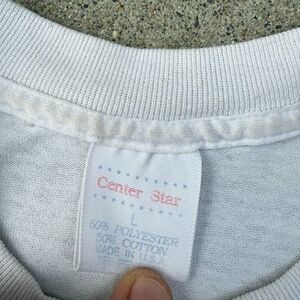 Center Star
L
50% POLYESTER
50% COTTON
MADE IN U.S.A.